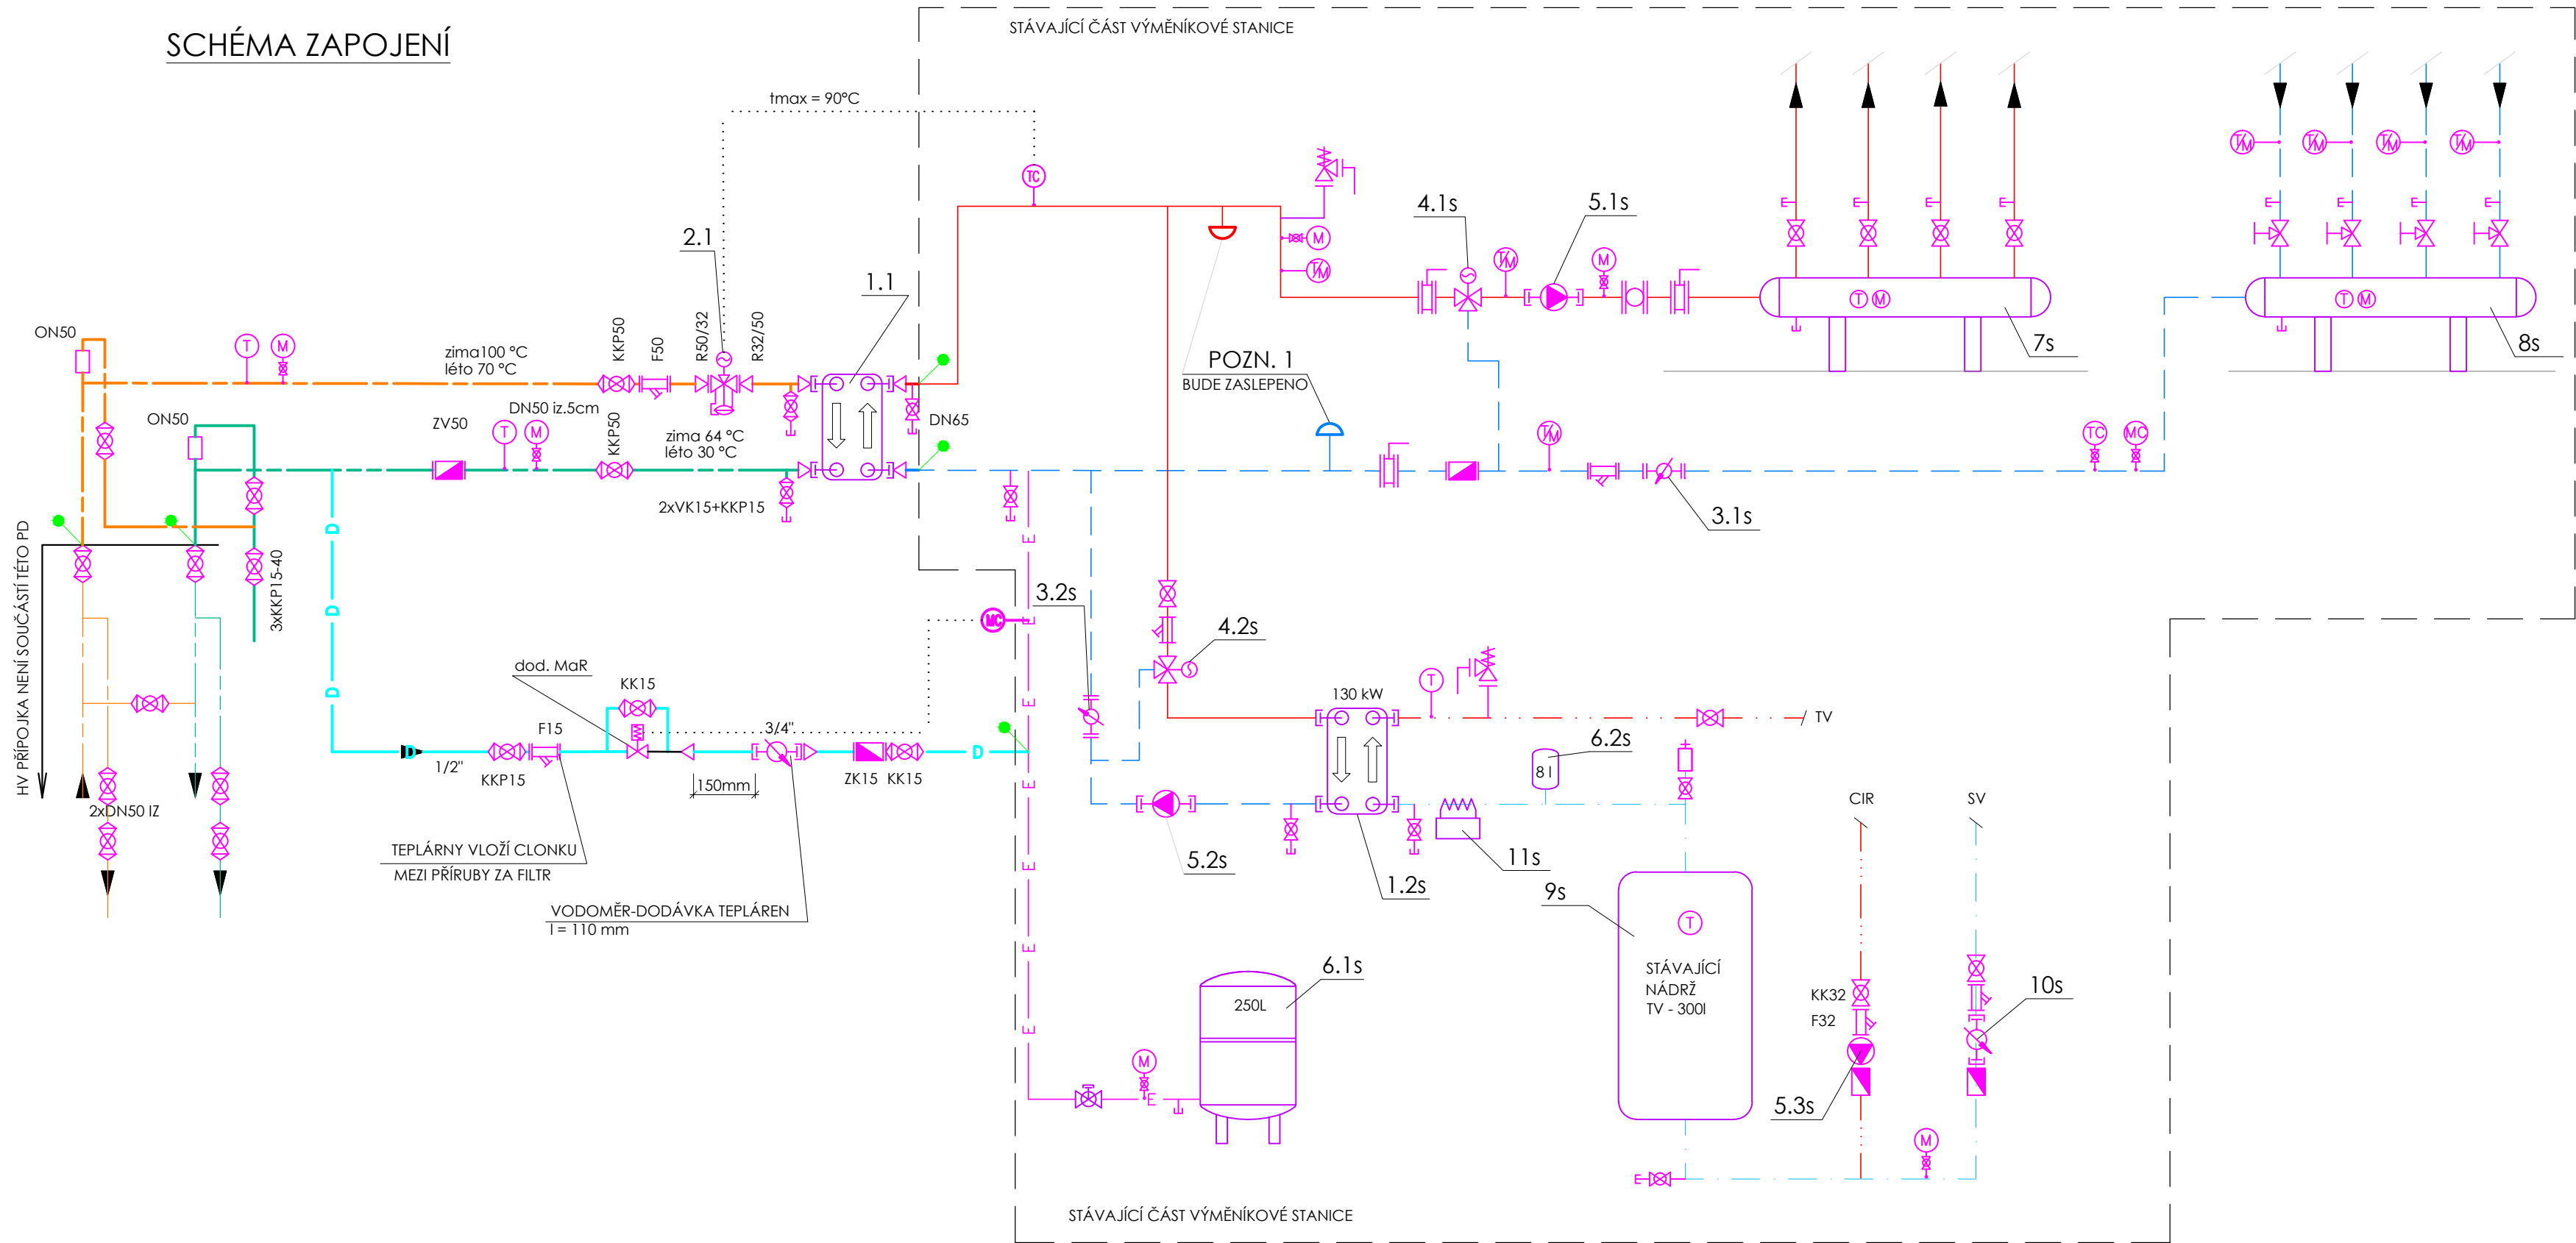 SCHÉMA ZAPOJENÍ
STÁVAJÍCÍ ČÁST VÝMĚNÍKOVÉ STANICE
tmax = 90°C
TC
T/M
T/M
T/M
T/M
4.1s
5.1s
2.1
M
T/M
T/M
M
1.1
T M
T M
7s
8s
ON50
T
M
zima100 °C
léto 70 °C
KKP50
F50
R50/32
R32/50
POZN. 1
BUDE ZASLEPENO
ON50
ZV50
T
M
DN50 iz.5cm
KKP50
zima 64 °C
léto 30 °C
DN65
T/M
TC
MC
2xVK15+KKP15
3.1s
HV PŘÍPOJKA NENÍ SOUČÁSTÍ TÉTO PD
3xKKP15-40
D
D
D
MC
3.2s
4.2s
dod. MaR
KK15
F15
3/4"
D
1/2"
KKP15
150mm
ZK15
KK15
D
2xDN50 IZ
TEPLÁRNY VLOŽÍ CLONKU
MEZI PŘÍRUBY ZA FILTR
VODOMĚR-DODÁVKA TEPLÁREN
l = 110 mm
130 kW
T
TV
6.2s
8 l
CIR
SV
5.2s
11s
1.2s
9s
T
STÁVAJÍCÍ
NÁDRŽ
TV - 300l
KK32
F32
10s
5.3s
M
6.1s
250L
M
E
E
E
E
E
E
E
E
E
STÁVAJÍCÍ ČÁST VÝMĚNÍKOVÉ STANICE